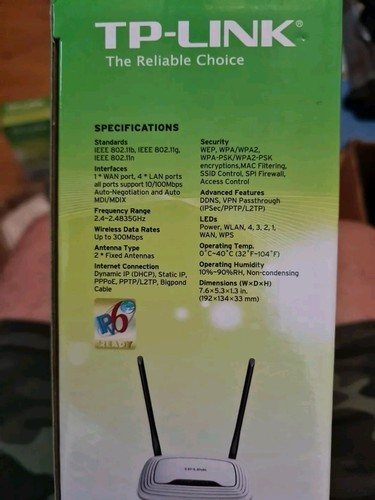 TP-LINK®
The Reliable Choice
SPECIFICATIONS
Standards
IEEE 802.11b, IEEE 802.11g,
IEEE 802.11n
Interfaces
1 * WAN port, 4 * LAN ports
all ports support 10/100Mbps
Auto-Negotiation and Auto
MDI/MDIX
Frequency Range
2.4-2.4835GHz
Wireless Data Rates
Up to 300Mbps
Antenna Type
2 * Fixed Antennas
Internet Connection
Dynamic IP (DHCP), Static IP,
PPPoE, PPTP/L2TP, Bigpond
Cable
Security
WEP, WPA/WPA2,
WPA-PSK/WPA2-PSK
encryptions,MAC Filtering,
SSID Control, SPI Firewall,
Access Control
Advanced Features
DDNS, VPN Passthrough
(IPSec/PPTP/L2TP)
LEDs
Power, WLAN, 4, 3, 2, 1,
WAN, WPS
Operating Temp.
0°C~40°C (32°F~104°F)
Operating Humidity
10%~90%RH, Non-condensing
Dimensions (W×D×H)
7.6×5.3×1.3 in.
(192×134×33 mm)
TP-LINK